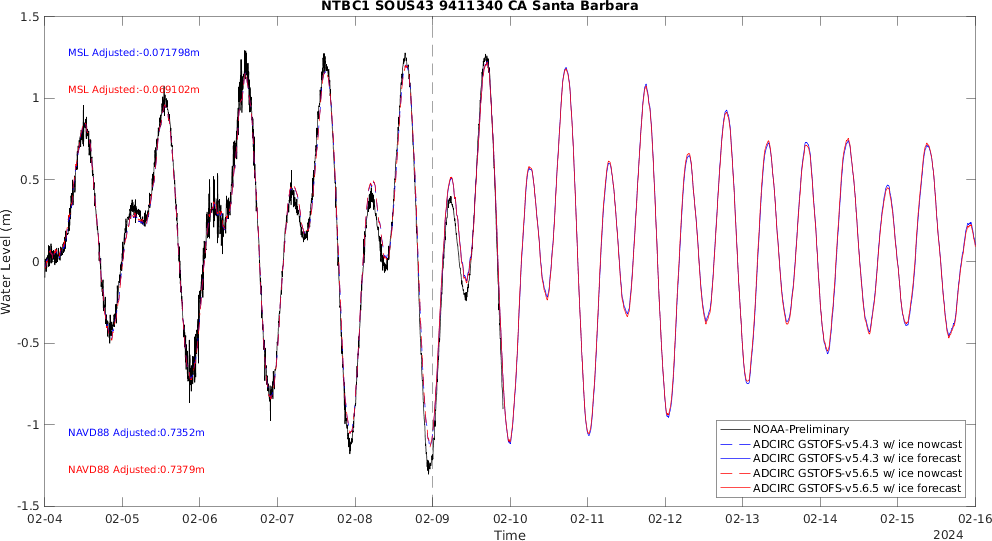 NTBC1 SOUS43 9411340 CA Santa Barbara
1.5
1
0.5
0
-0.5
-1
-1.5
Water Level (m)
MSL Adjusted:-0.071798m
MSL Adjusted:-0.069102m
NAVD88 Adjusted:0.7352m
NAVD88 Adjusted:0.7379m
NOAA-Preliminary
ADCIRC GSTOFS-v5.4.3 w/ ice nowcast
ADCIRC GSTOFS-v5.4.3 w/ ice forecast
ADCIRC GSTOFS-v5.6.5 w/ ice nowcast
ADCIRC GSTOFS-v5.6.5 w/ ice forecast
02-04 02-05 02-06 02-07 02-08 02-09 02-10 02-11 02-12 02-13 02-14 02-15 02-16
Time
2024